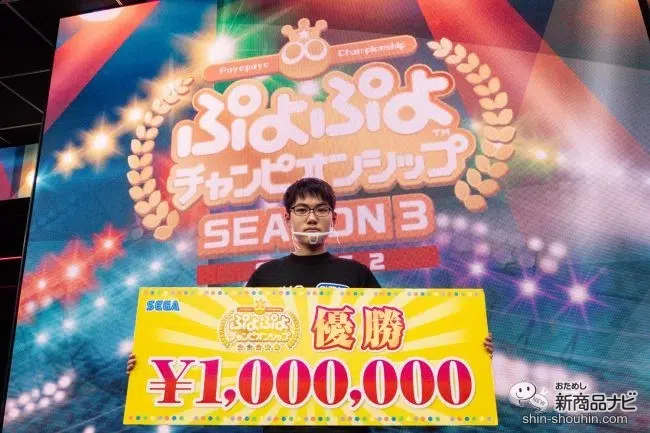 Puyopuyo Championship
ぷよぷよ™
チャンピオンシップ
SEASON 3
2
SEGA
ぷよぷよ
チャンピオンシップ
優勝
¥1,000,000
NEW
おためし
新商品ナビ
shin-shouhin.com